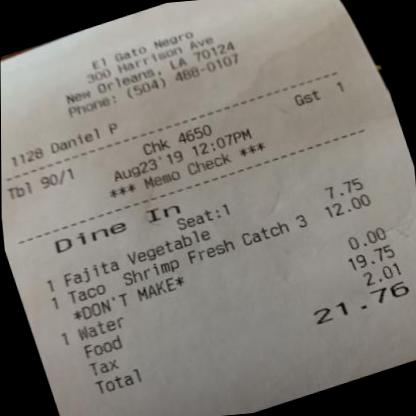 El Gato Negro
300 Harrison Ave
New Orleans, LA 70124
Phone: (504) 488-0107
1128 Daniel P
Chk 4650 Gst 1
Tbl 90/1 Aug23'19 12:07PM
*** Memo Check ***
Dine In
Seat:1
1 Fajita Vegetable 7.75
1 Taco Shrimp Fresh Catch 3 12.00
*DON'T MAKE*
1 Water 0.00
Food 19.75
Tax 2.01
Total 21.76